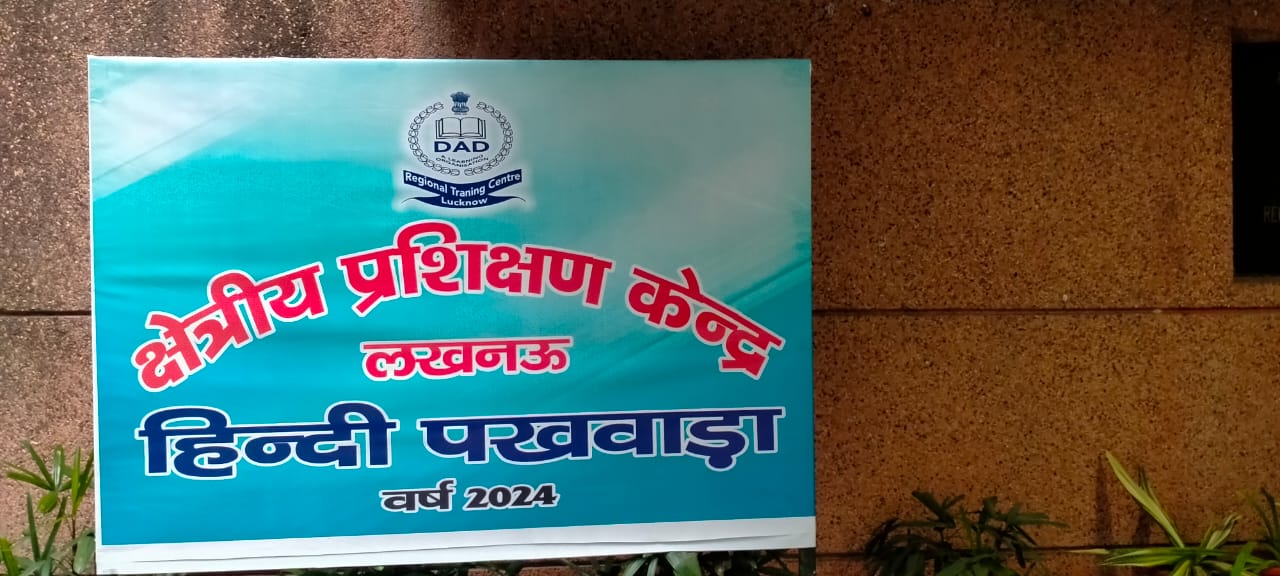 DAD
A LEARNING
ORGANISATION
Regional Traning Centre
Lucknow
क्षेत्रीय प्रशिक्षण केन्द्र
लखनऊ
हिन्दी पखवाड़ा
वर्ष 2024